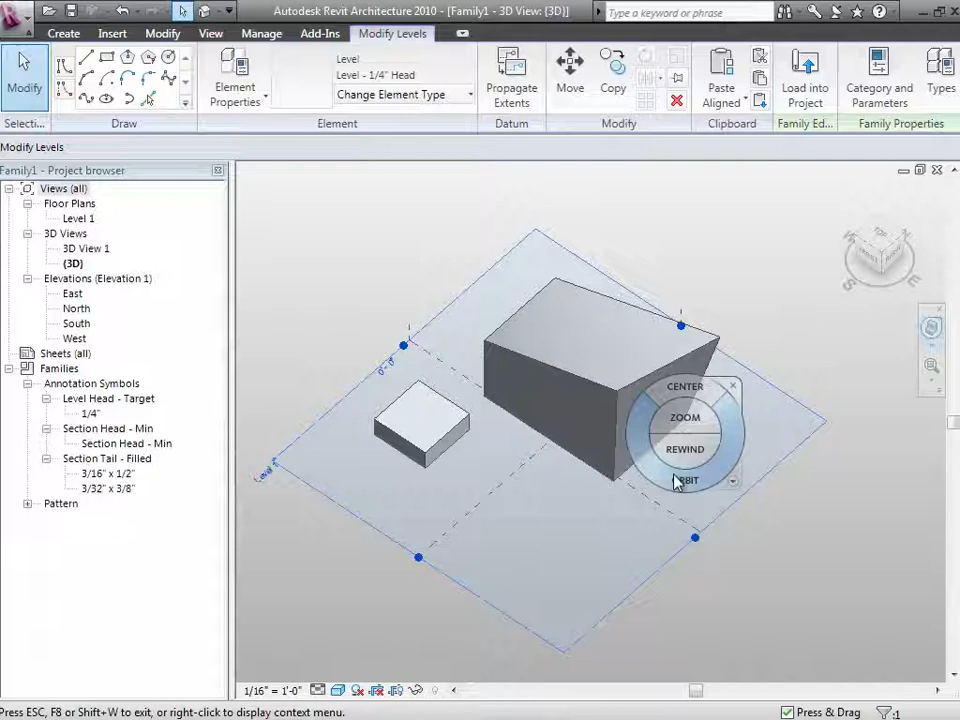 Autodesk Revit Architecture 2010 - [Family1 - 3D View: {3D}]
Type a keyword or phrase
Create Insert Modify View Manage Add-Ins Modify Levels
Modify
Element
Properties
Level
Level - 1/4" Head
Change Element Type
Propagate
Extents
Move
Copy
Paste
Aligned
Load into
Project
Category and
Parameters
Types
Selecti... Draw Element Datum Modify Clipboard Family Ed... Family Properties
Modify Levels
Family1 - Project browser
Views (all)
Floor Plans
Level 1
3D Views
3D View 1
{3D}
Elevations (Elevation 1)
East
North
South
West
Sheets (all)
Families
Annotation Symbols
Level Head - Target
1/4"
Section Head - Min
Section Head - Min
Section Tail - Filled
3/16" x 1/2"
3/32" x 3/8"
Pattern
TOP
N
W
S
E
0' - 0"
CENTER
ZOOM
REWIND
1/16" = 1'-0"
Press ESC, F8 or Shift+W to exit, or right-click to display context menu.
Press & Drag
:1